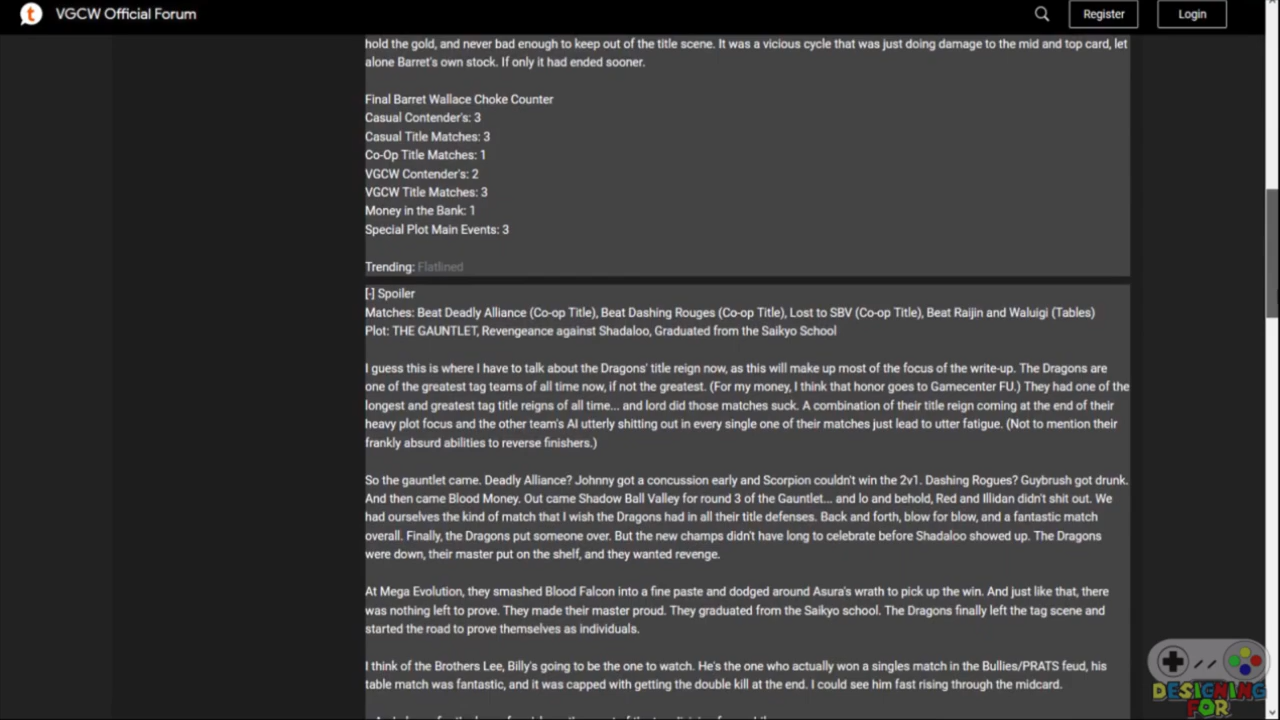 VGCW Official Forum
Register
Login
hold the gold, and never bad enough to keep out of the title scene. It was a vicious cycle that was just doing damage to the mid and top card, let
alone Barret's own stock. If only it had ended sooner.
Final Barret Wallace Choke Counter
Casual Contender's: 3
Casual Title Matches: 3
Co-Op Title Matches: 1
VGCW Contender's: 2
VGCW Title Matches: 3
Money in the Bank: 1
Special Plot Main Events: 3
Trending: Flatlined
[-] Spoiler
Matches: Beat Deadly Alliance (Co-op Title), Beat Dashing Rouges (Co-op Title), Lost to SBV (Co-op Title), Beat Raijin and Waluigi (Tables)
Plot: THE GAUNTLET, Revengeance against Shadaloo, Graduated from the Saikyo School
I guess this is where I have to talk about the Dragons' title reign now, as this will make up most of the focus of the write-up. The Dragons are
one of the greatest tag teams of all time now, if not the greatest. (For my money, I think that honor goes to Gamecenter FU.) They had one of the
longest and greatest tag title reigns of all time... and lord did those matches suck. A combination of their title reign coming at the end of their
heavy plot focus and the other team's AI utterly shitting out in every single one of their matches just lead to utter fatigue. (Not to mention their
frankly absurd abilities to reverse finishers.)
So the gauntlet came. Deadly Alliance? Johnny got a concussion early and Scorpion couldn't win the 2v1. Dashing Rogues? Guybrush got drunk.
And then came Blood Money. Out came Shadow Ball Valley for round 3 of the Gauntlet... and lo and behold, Red and Illidan didn't shit out. We
had ourselves the kind of match that I wish the Dragons had in all their title defenses. Back and forth, blow for blow, and a fantastic match
overall. Finally, the Dragons put someone over. But the new champs didn't have long to celebrate before Shadaloo showed up. The Dragons
were down, their master put on the shelf, and they wanted revenge.
At Mega Evolution, they smashed Blood Falcon into a fine paste and dodged around Asura's wrath to pick up the win. And just like that, there
was nothing left to prove. They made their master proud. They graduated from the Saikyo school. The Dragons finally left the tag scene and
started the road to prove themselves as individuals.
I think of the Brothers Lee, Billy's going to be the one to watch. He's the one who actually won a singles match in the Bullies/PRATS feud, his
table match was fantastic, and it was capped with getting the double kill at the end. I could see him fast rising through the midcard.
DESIGNING
FOR